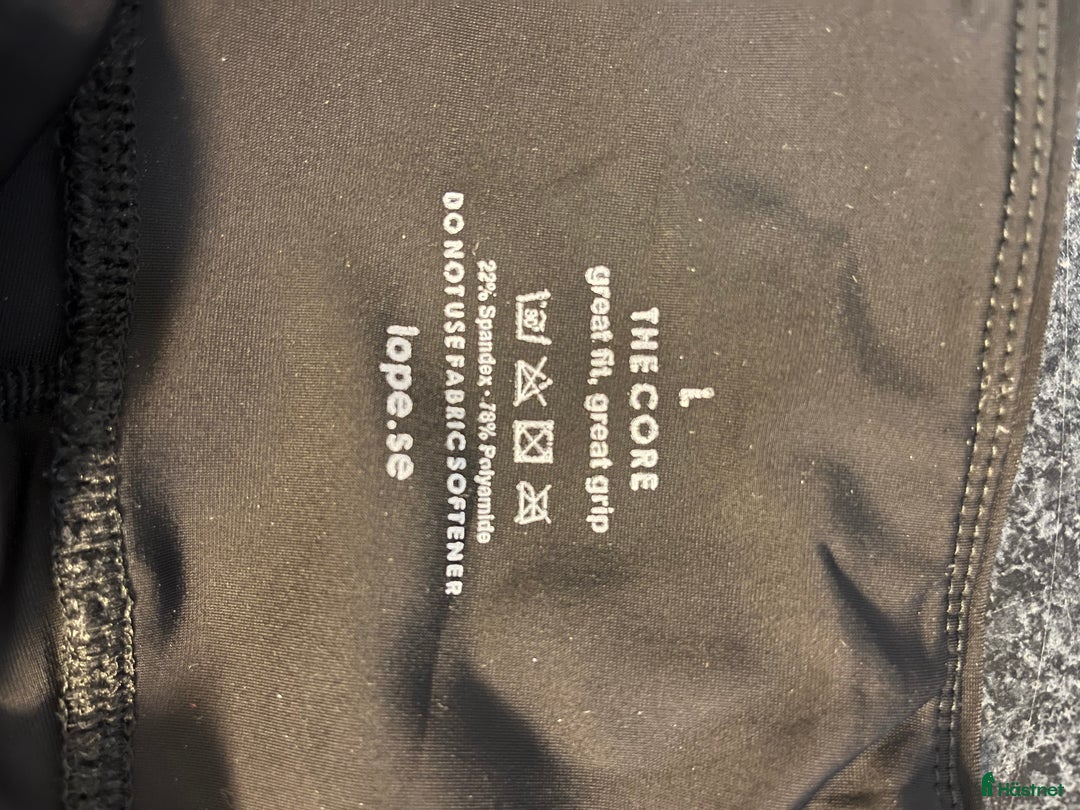 L
THE CORE
great fit, great grip
22% Spandex · 78% Polyamide
DO NOT USE FABRIC SOFTENER
lope.se
Hästnet